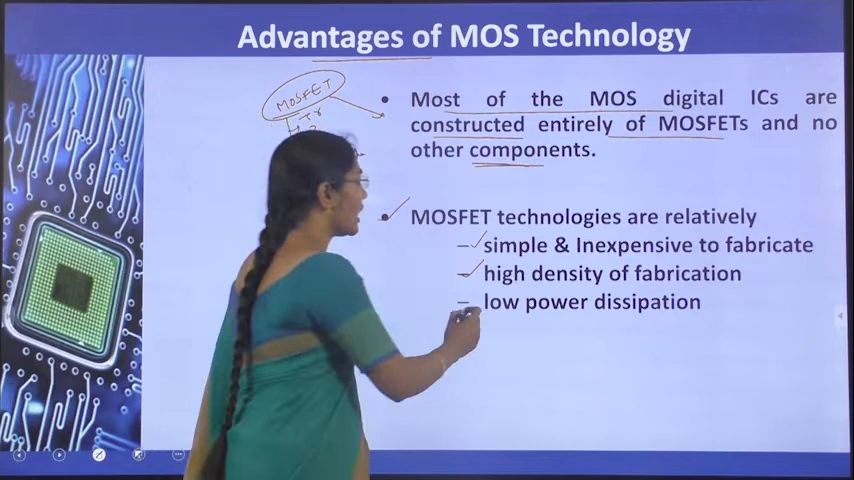 Advantages of MOS Technology
MOSFET
Tr
• Most of the MOS digital ICs are
constructed entirely of MOSFETs and no
other components.
• MOSFET technologies are relatively
– simple & Inexpensive to fabricate
– high density of fabrication
– low power dissipation